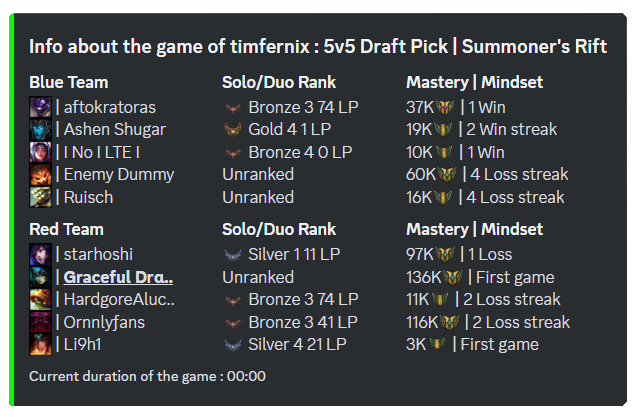 Info about the game of timfernix : 5v5 Draft Pick | Summoner's Rift
Blue Team Solo/Duo Rank Mastery | Mindset
| aftokratoras Bronze 3 74 LP 37K | 1 Win
| Ashen Shugar Gold 4 1 LP 19K | 2 Win streak
| I No I LTE I Bronze 4 0 LP 10K | 1 Win
| Enemy Dummy Unranked 60K | 4 Loss streak
| Ruisch Unranked 16K | 4 Loss streak
Red Team Solo/Duo Rank Mastery | Mindset
| starhoshi Silver 1 11 LP 97K | 1 Loss
| Graceful Dra.. Unranked 136K | First game
| HardgoreAluc.. Bronze 3 74 LP 11K | 2 Loss streak
| Ornnlyƒans Bronze 3 41 LP 116K | 2 Loss streak
| Li9h1 Silver 4 21 LP 3K | First game
Current duration of the game : 00:00